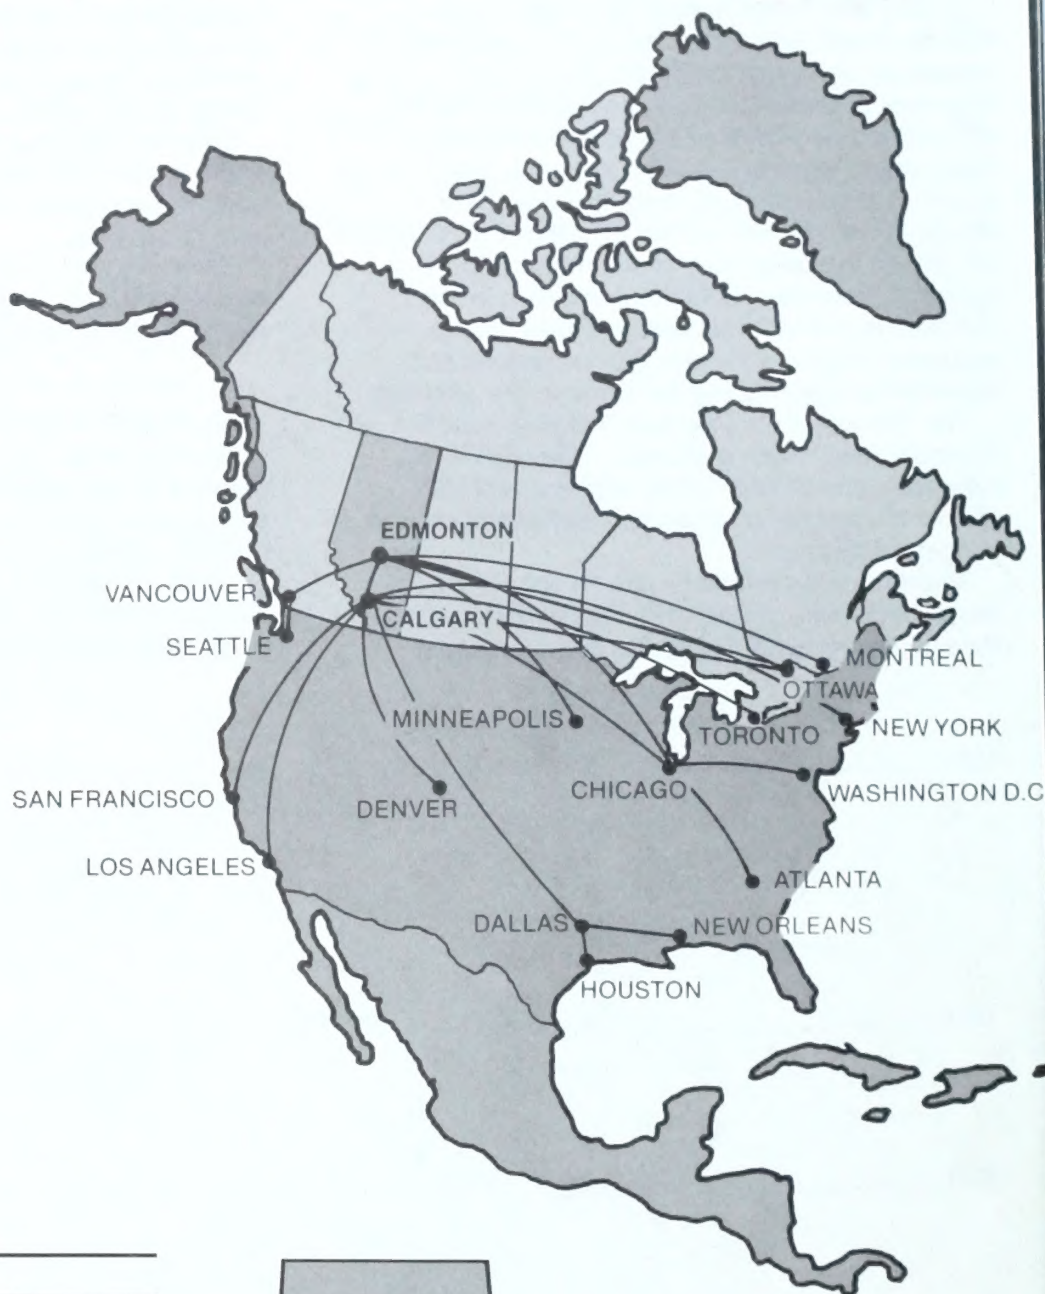 EDMONTON
VANCOUVER
CALGARY
SEATTLE
MONTREAL
OTTAWA
MINNEAPOLIS
TORONTO
NEW YORK
CHICAGO
WASHINGTON D.C
SAN FRANCISCO
DENVER
LOS ANGELES
ATLANTA
DALLAS
NEW ORLEANS
HOUSTON